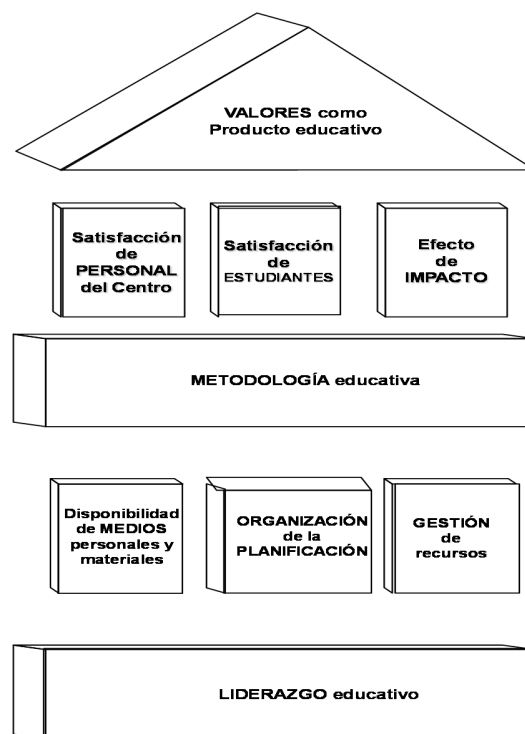 VALORES como
Producto educativo
Satisfacción
de
PERSONAL
del Centro
Satisfacción
de
ESTUDIANTES
Efecto
de
IMPACTO
METODOLOGÍA educativa
Disponibilidad
de MEDIOS
personales y
materiales
ORGANIZACIÓN
de la
PLANIFICACIÓN
GESTIÓN
de
recursos
LIDERAZGO educativo